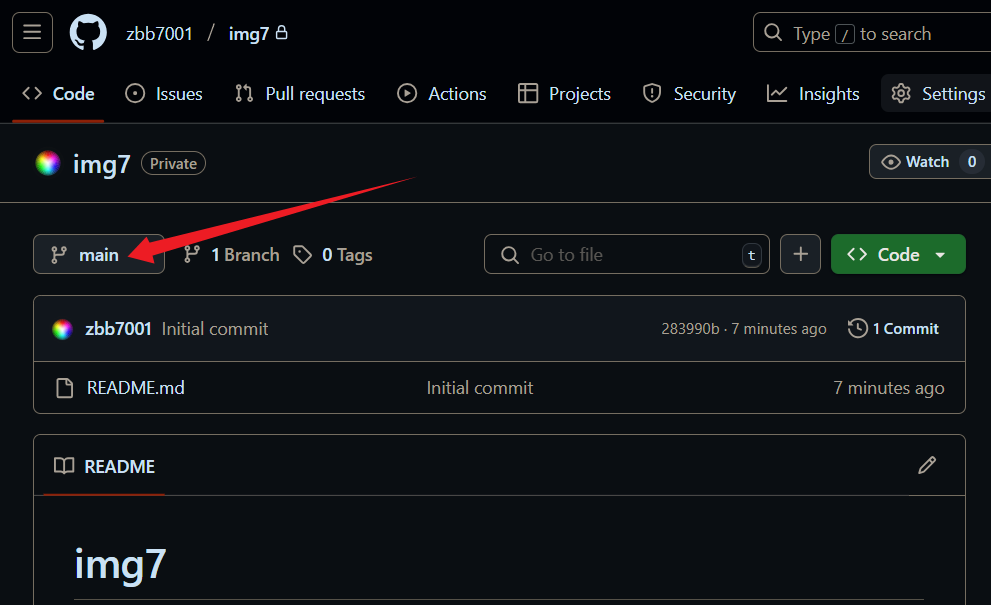 zbb7001 / img7 Type / to search
Code Issues Pull requests Actions Projects Security Insights Settings
img7 Private Watch 0
main 1 Branch 0 Tags Go to file t + Code
zbb7001 Initial commit 283990b · 7 minutes ago 1 Commit
README.md Initial commit 7 minutes ago
README
img7